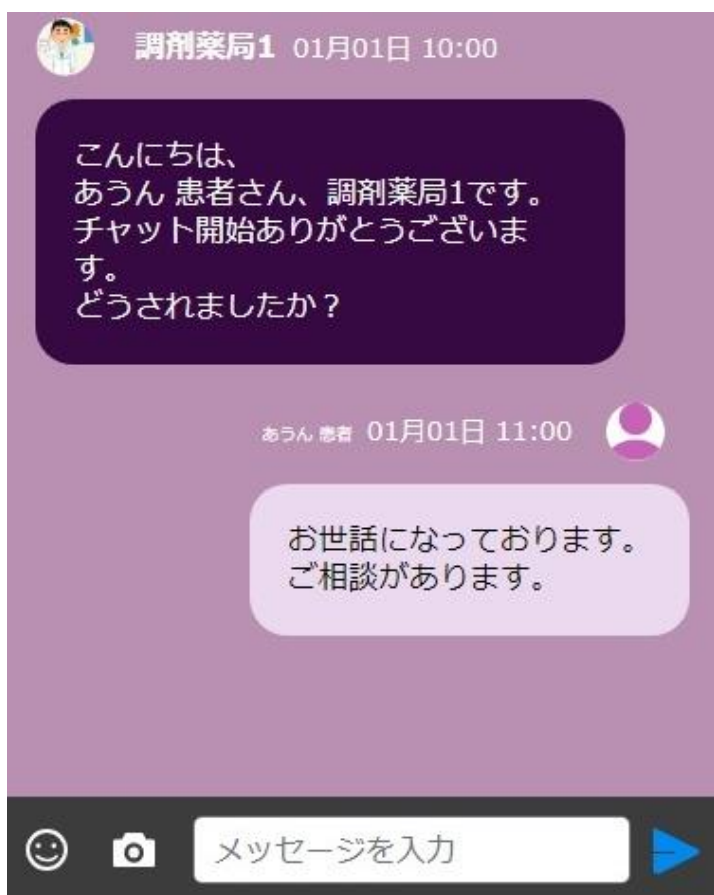 調剤薬局1 01月01日 10:00
こんにちは、
あうん 患者さん、調剤薬局1です。
チャット開始ありがとうございま
す。
どうされましたか？
あうん 患者 01月01日 11:00
お世話になっております。
ご相談があります。
メッセージを入力